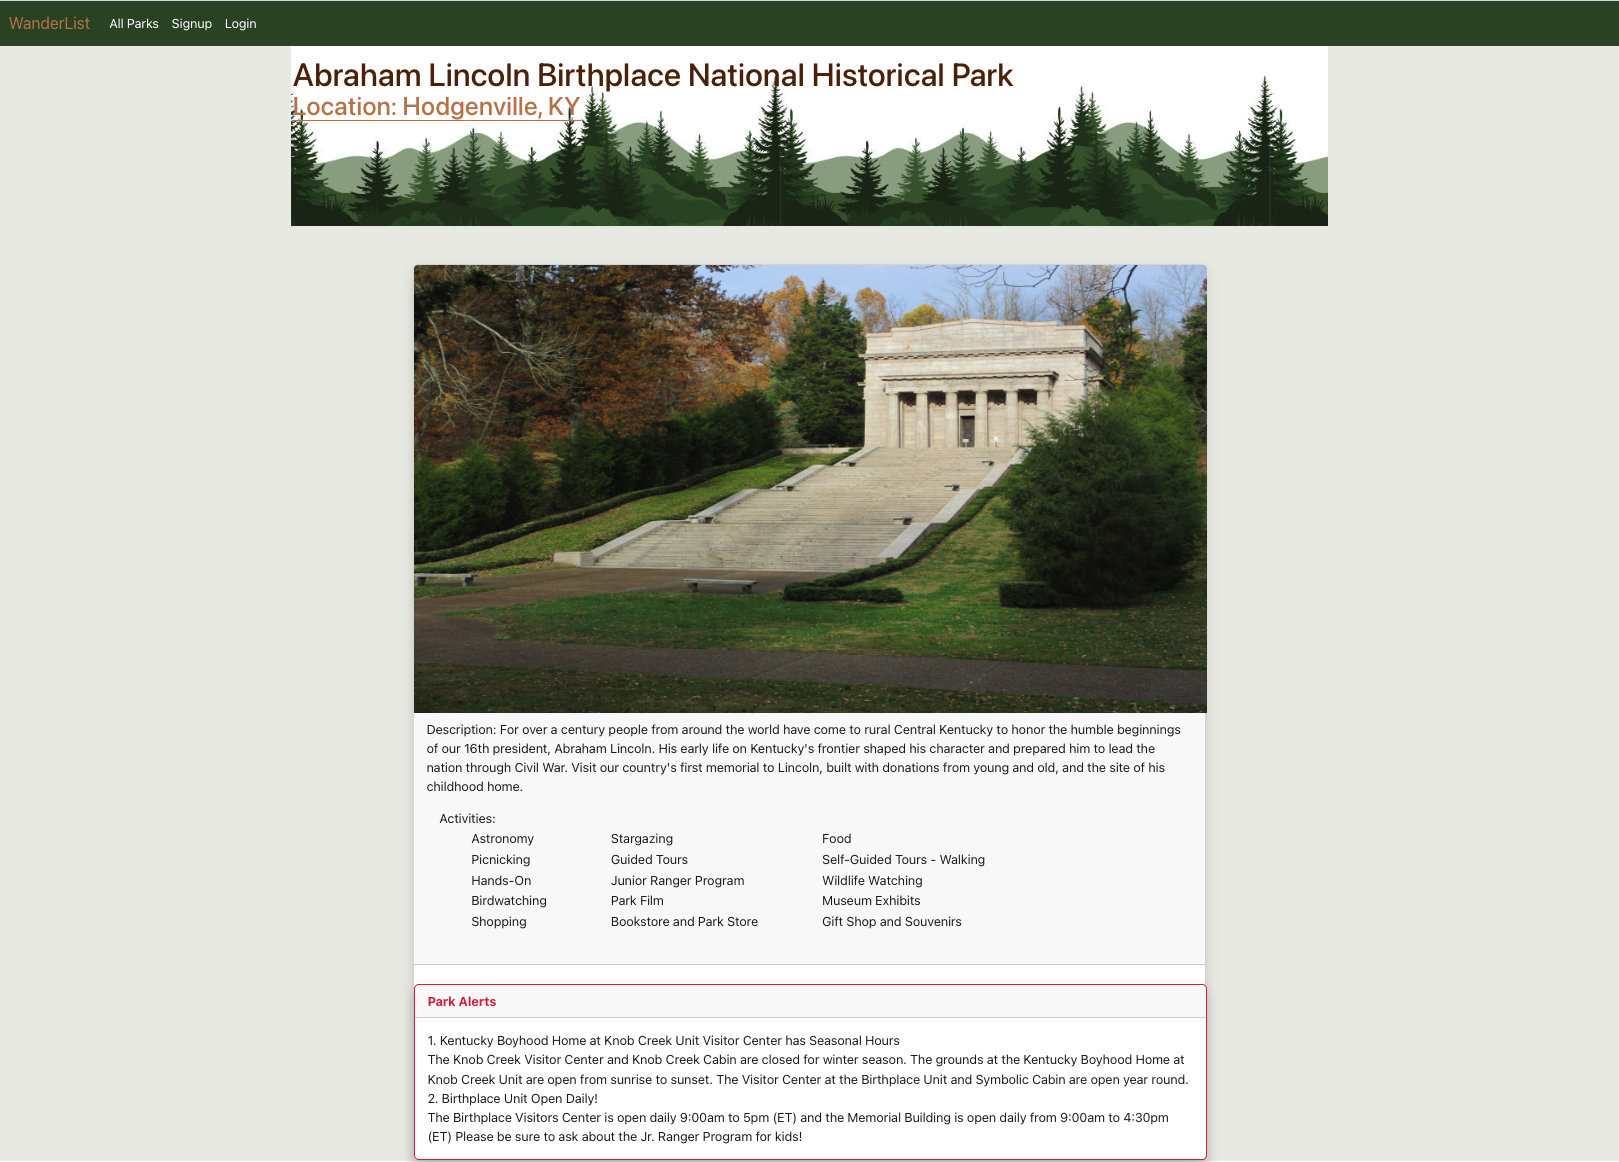 WanderList All Parks Signup Login
Abraham Lincoln Birthplace National Historical Park
Location: Hodgenville, KY
Description: For over a century people from around the world have come to rural Central Kentucky to honor the humble beginnings
of our 16th president, Abraham Lincoln. His early life on Kentucky's frontier shaped his character and prepared him to lead the
nation through Civil War. Visit our country's first memorial to Lincoln, built with donations from young and old, and the site of his
childhood home.
Activities:
Astronomy Stargazing Food
Picnicking Guided Tours Self-Guided Tours - Walking
Hands-On Junior Ranger Program Wildlife Watching
Birdwatching Park Film Museum Exhibits
Shopping Bookstore and Park Store Gift Shop and Souvenirs
Park Alerts
1. Kentucky Boyhood Home at Knob Creek Unit Visitor Center has Seasonal Hours
The Knob Creek Visitor Center and Knob Creek Cabin are closed for winter season. The grounds at the Kentucky Boyhood Home at
Knob Creek Unit are open from sunrise to sunset. The Visitor Center at the Birthplace Unit and Symbolic Cabin are open year round.
2. Birthplace Unit Open Daily!
The Birthplace Visitors Center is open daily 9:00am to 5pm (ET) and the Memorial Building is open daily from 9:00am to 4:30pm
(ET) Please be sure to ask about the Jr. Ranger Program for kids!